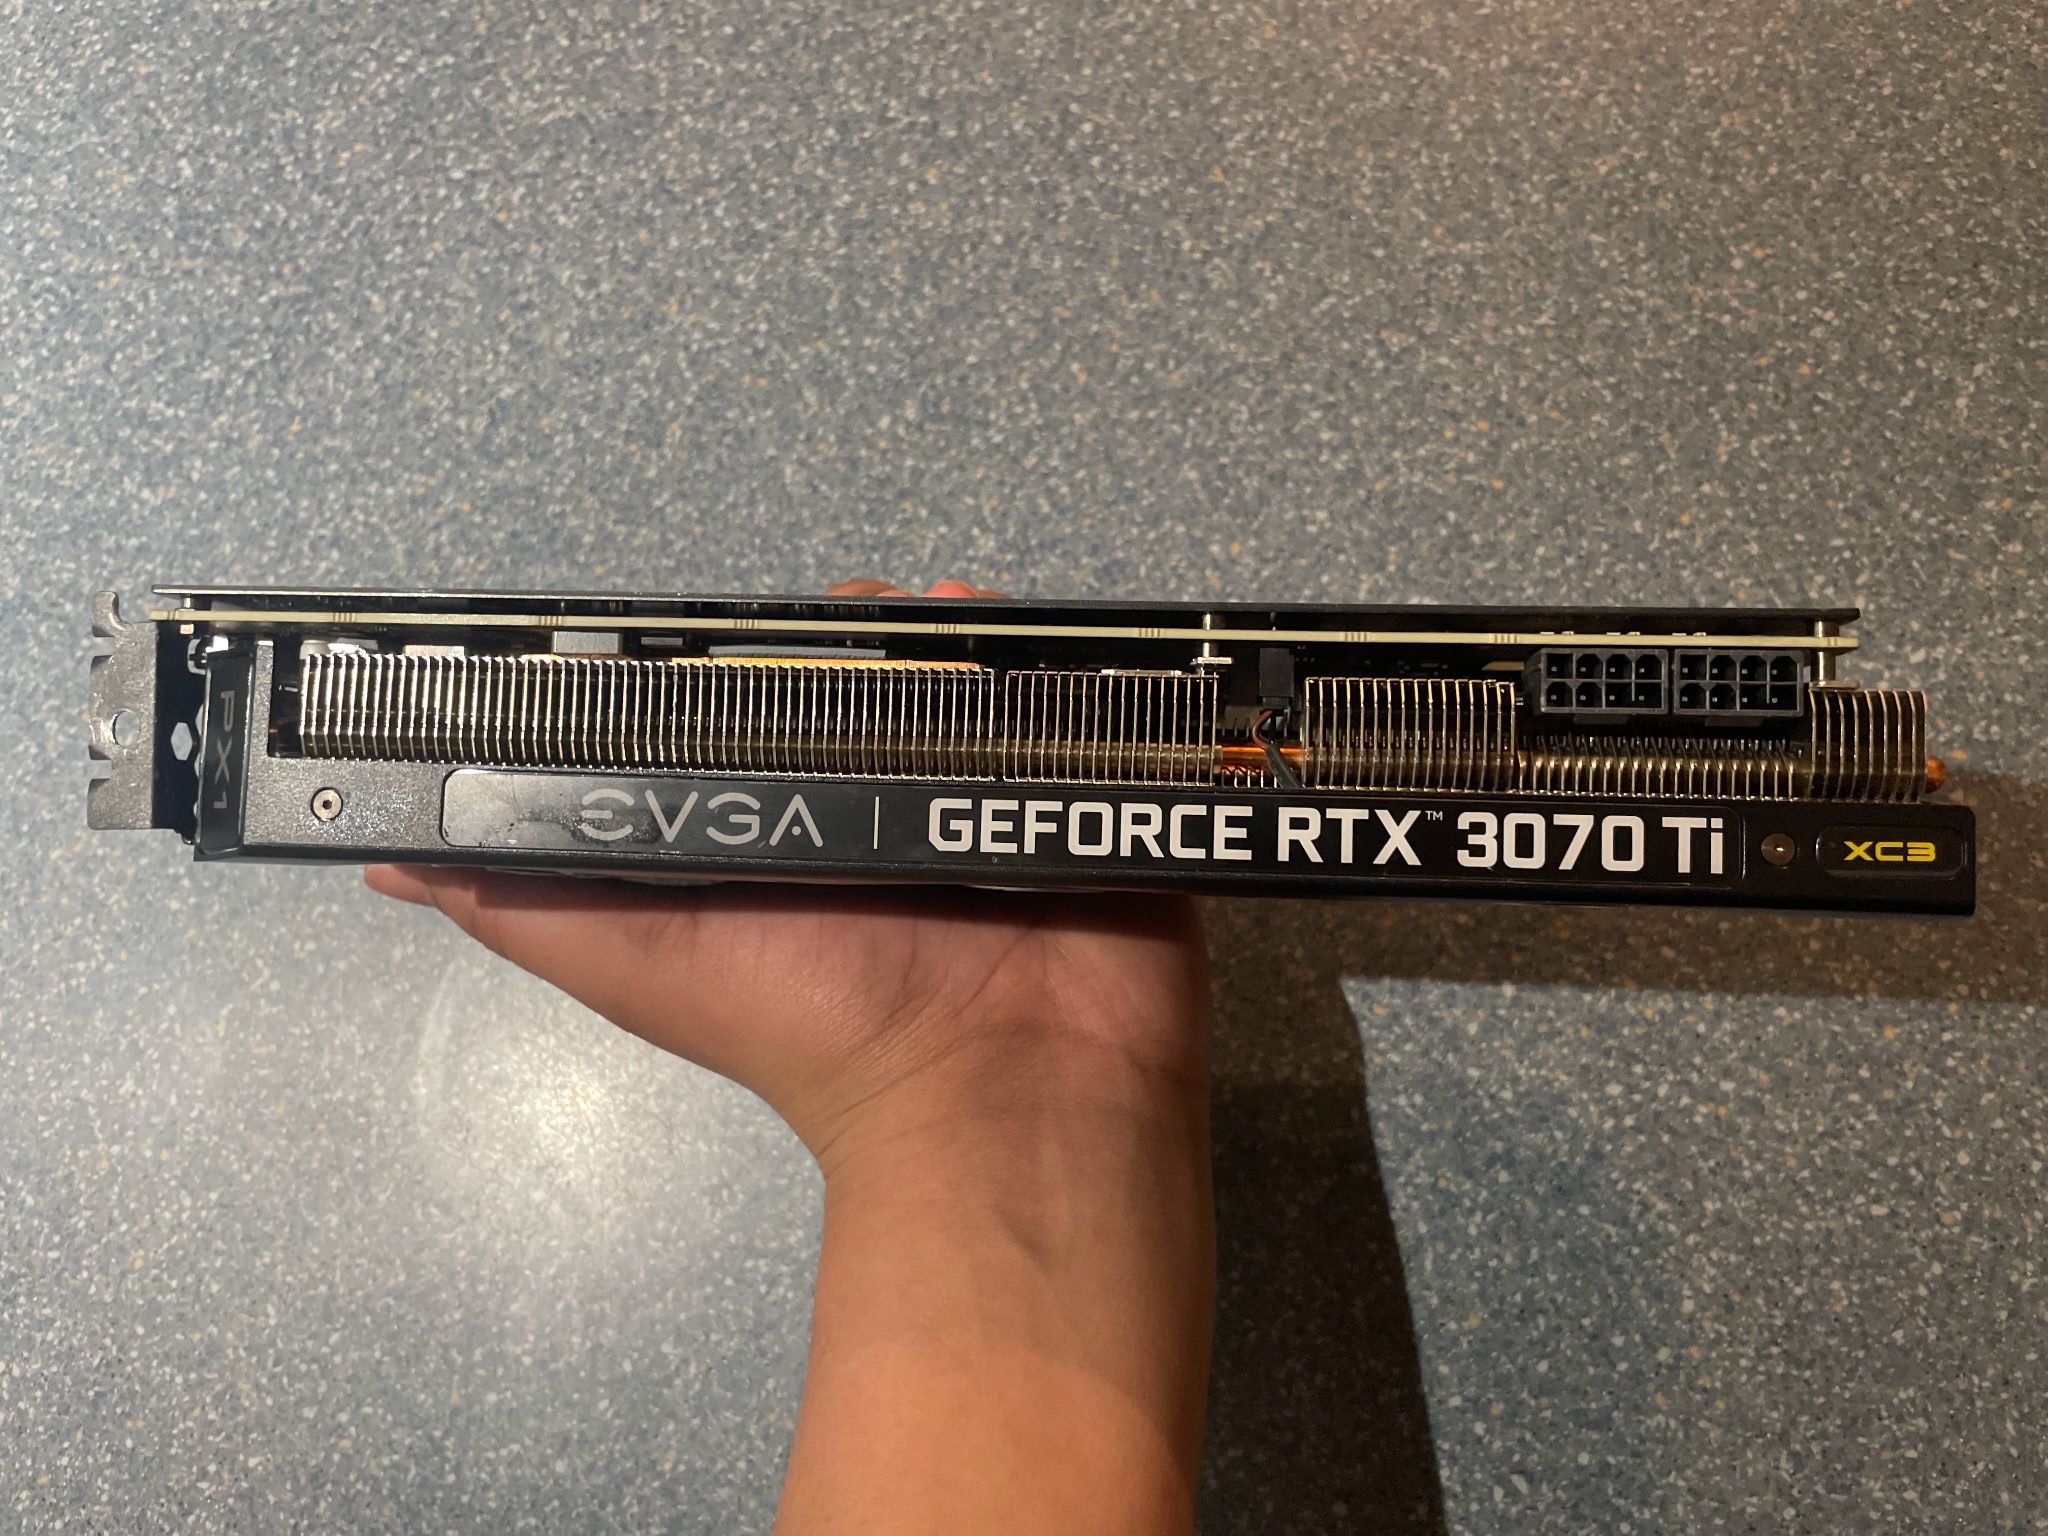 PX1
EVGA | GEFORCE RTX™ 3070 Ti
XC3